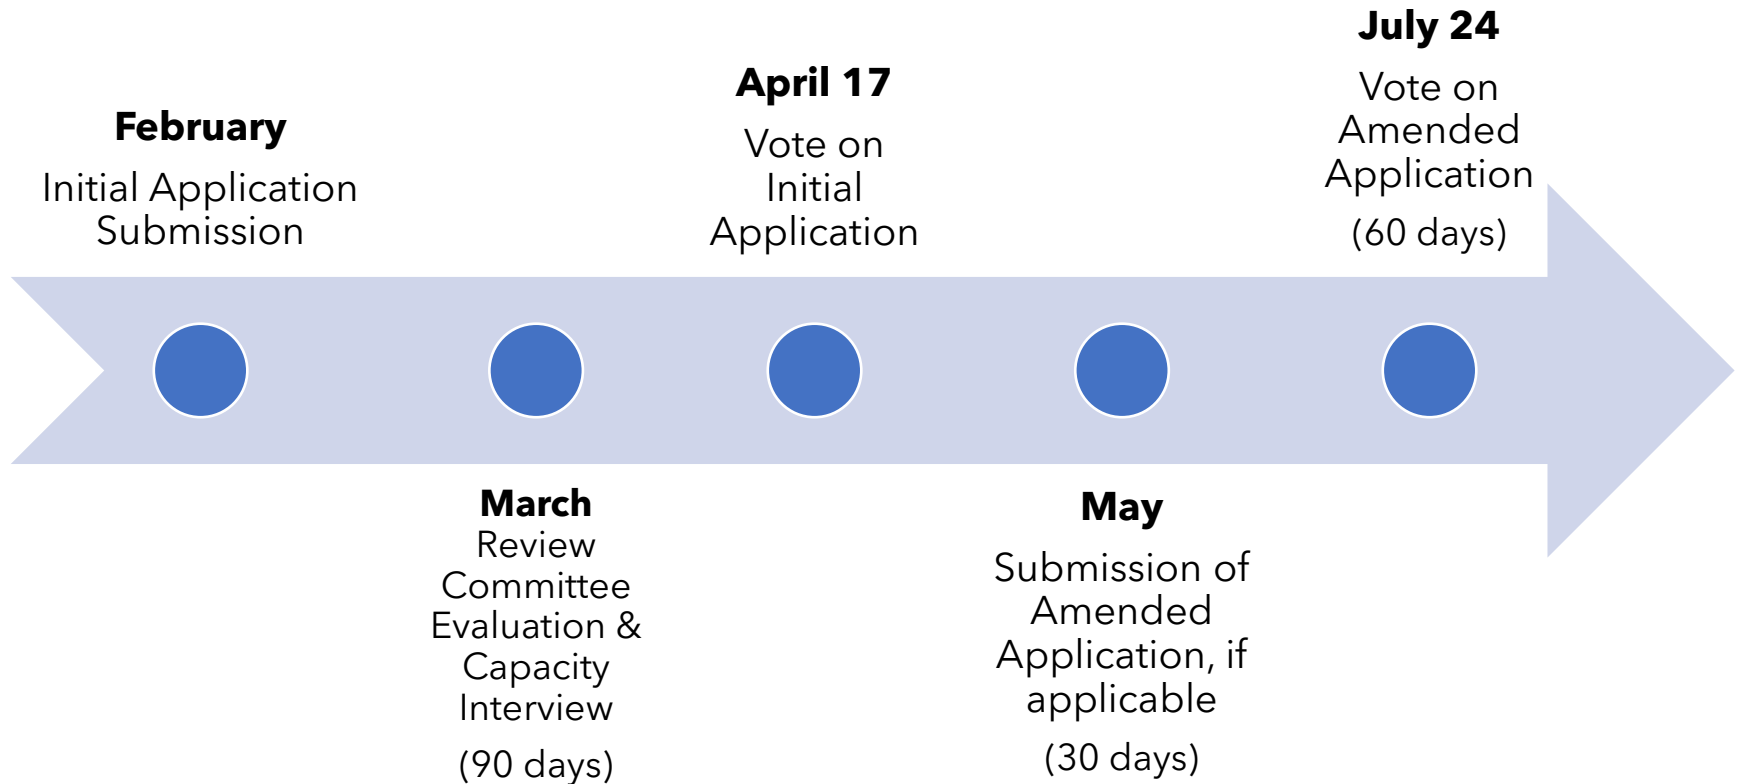 February
Initial Application
Submission
March
Review
Committee
Evaluation &
Capacity
Interview
(90 days)
April 17
Vote on
Initial
Application
May
Submission of
Amended
Application, if
applicable
(30 days)
July 24
Vote on
Amended
Application
(60 days)